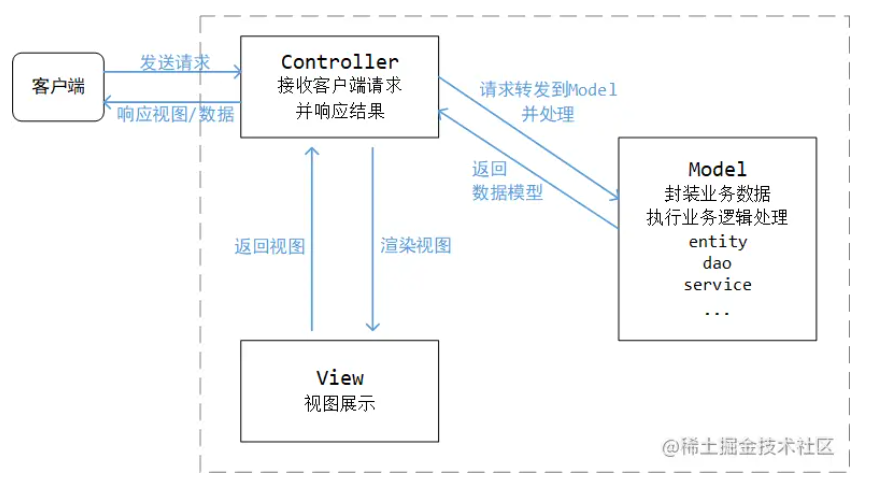 客户端
发送请求
响应视图/数据
Controller
接收客户端请求
并响应结果
请求转发到Model
并处理
返回
数据模型
Model
封装业务数据
执行业务逻辑处理
entity
dao
service
...
返回视图
渲染视图
View
视图展示
@稀土掘金技术社区